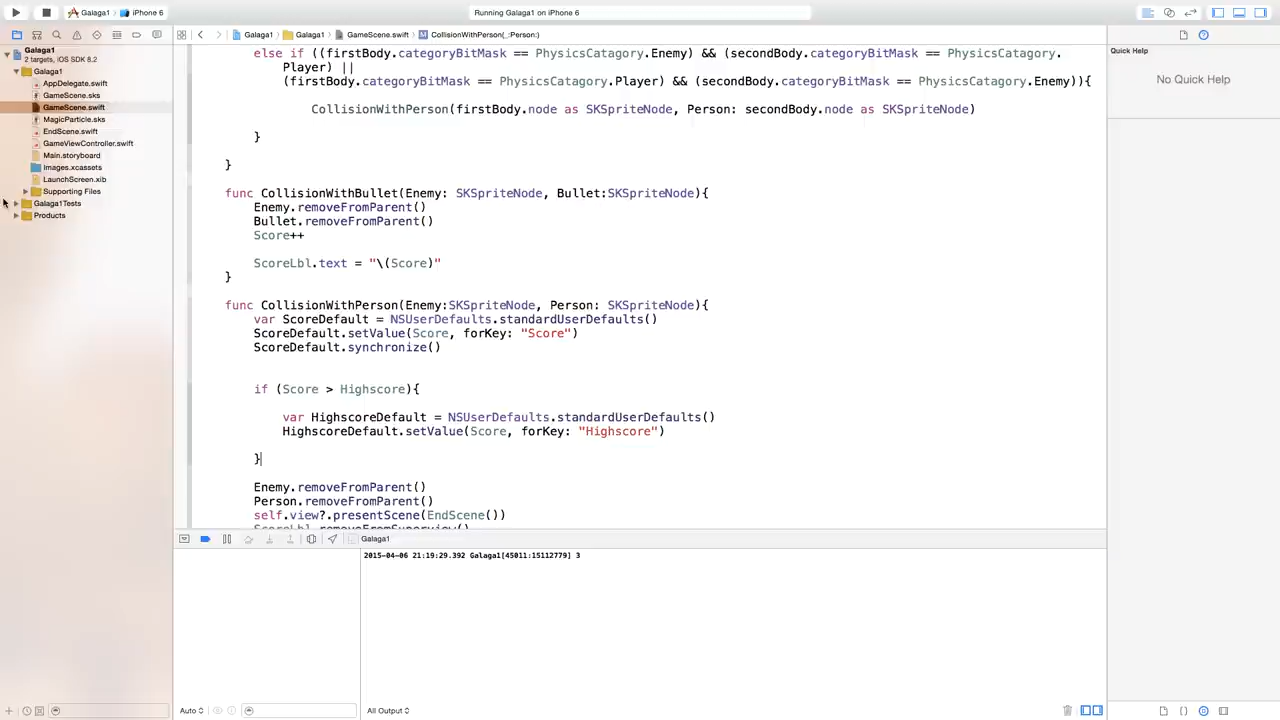 Galaga1 › iPhone 6
Running Galaga1 on iPhone 6
Galaga1
2 targets, iOS SDK 8.2
Galaga1
AppDelegate.swift
GameScene.sks
GameScene.swift
MagicParticle.sks
EndScene.swift
GameViewController.swift
Main.storyboard
Images.xcassets
LaunchScreen.xib
Supporting Files
Galaga1Tests
Products
Galaga1 › Galaga1 › GameScene.swift › M CollisionWithPerson(_:Person:)
else if ((firstBody.categoryBitMask == PhysicsCatagory.Enemy) && (secondBody.categoryBitMask == PhysicsCatagory.
Player) ||
(firstBody.categoryBitMask == PhysicsCatagory.Player) && (secondBody.categoryBitMask == PhysicsCatagory.Enemy)){
CollisionWithPerson(firstBody.node as SKSpriteNode, Person: secondBody.node as SKSpriteNode)
}
}
func CollisionWithBullet(Enemy: SKSpriteNode, Bullet:SKSpriteNode){
Enemy.removeFromParent()
Bullet.removeFromParent()
Score++
ScoreLbl.text = "\(Score)"
}
func CollisionWithPerson(Enemy:SKSpriteNode, Person: SKSpriteNode){
var ScoreDefault = NSUserDefaults.standardUserDefaults()
ScoreDefault.setValue(Score, forKey: "Score")
ScoreDefault.synchronize()
if (Score > Highscore){
var HighscoreDefault = NSUserDefaults.standardUserDefaults()
HighscoreDefault.setValue(Score, forKey: "Highscore")
}
Enemy.removeFromParent()
Person.removeFromParent()
self.view?.presentScene(EndScene())
ScoreLbl.removeFromSuperview()
Galaga1
2015-04-06 21:19:29.392 Galaga1[45011:15112779] 3
Auto
All Output
Quick Help
No Quick Help